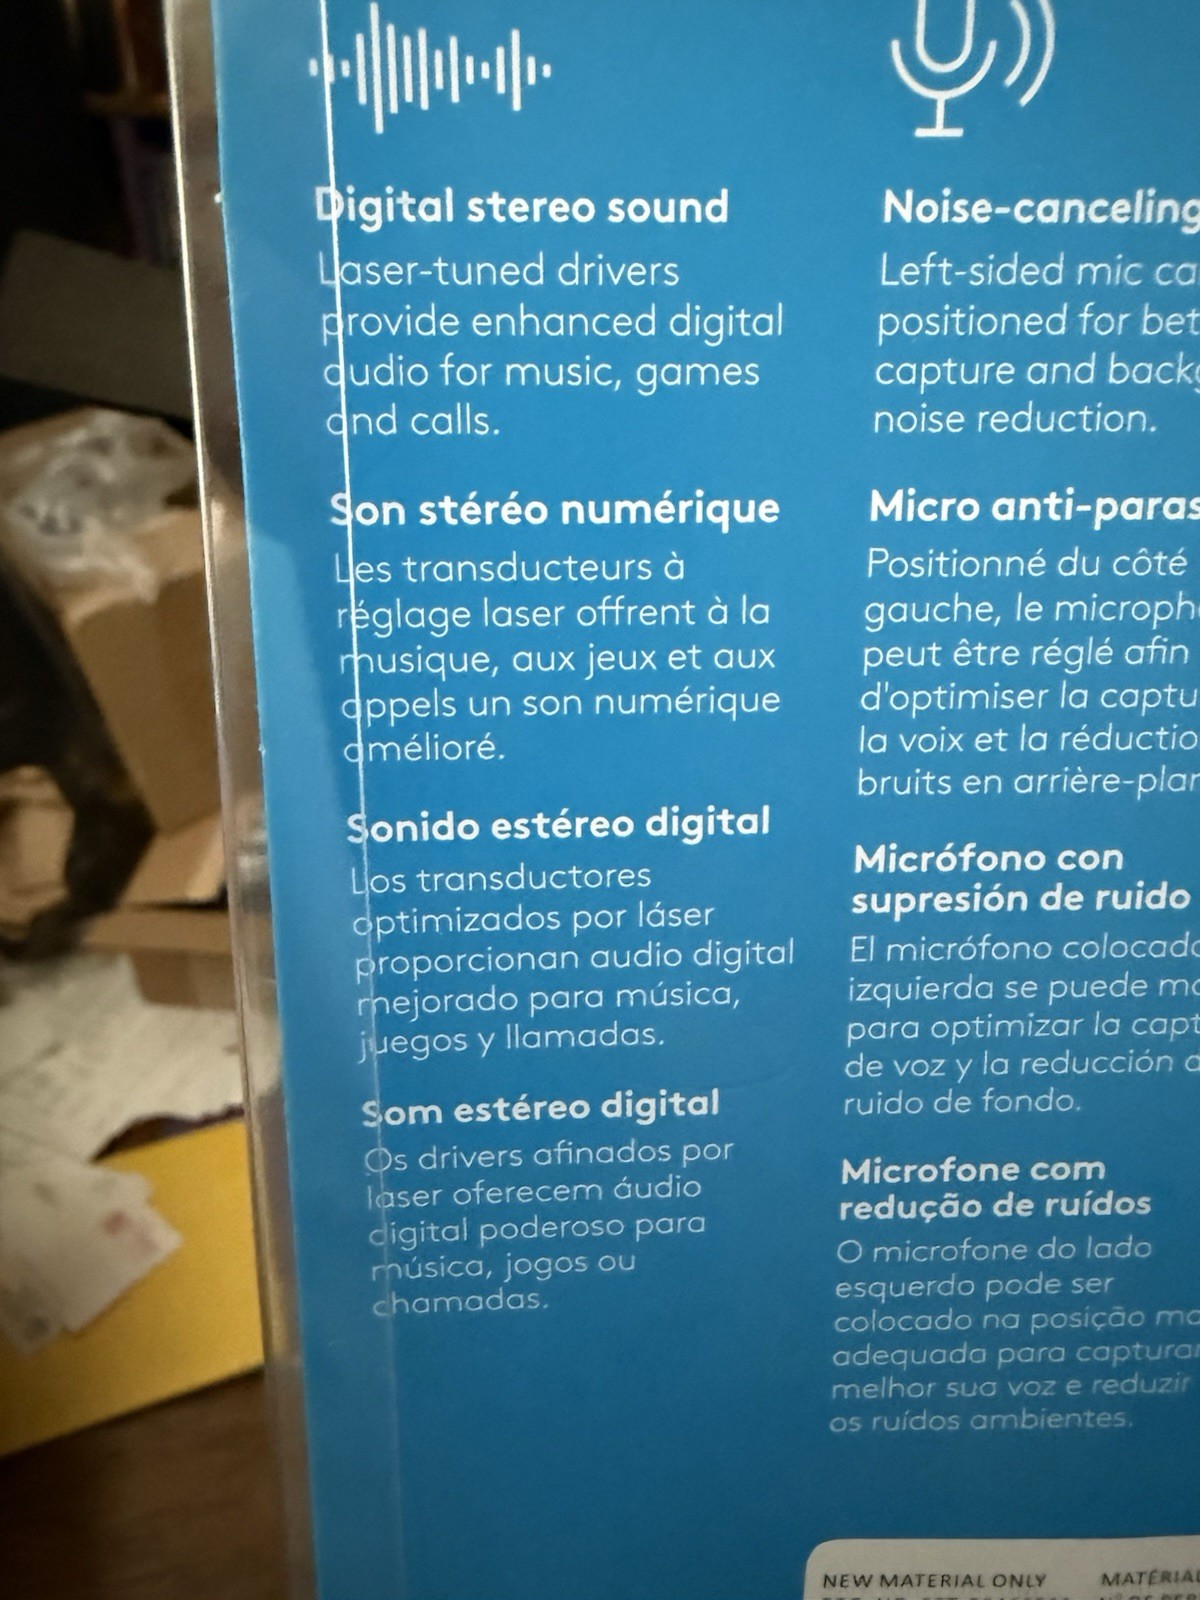 Digital stereo sound
Laser-tuned drivers
provide enhanced digital
audio for music, games
and calls.
Son stéréo numérique
Les transducteurs à
réglage laser offrent à la
musique, aux jeux et aux
appels un son numérique
amélioré.
Sonido estéreo digital
Los transductores
optimizados por láser
proporcionan audio digital
mejorado para música,
juegos y llamadas.
Som estéreo digital
Os drivers afinados por
laser oferecem áudio
digital poderoso para
música, jogos ou
chamadas.
Noise-canceling
Left-sided mic
positioned for
capture and
noise reduction.
Micro
Positionné du côté
gauche, le
peut être réglé afin
d'optimiser la
la voix et la
bruits en
Micrófono con
supresión de ruido
El micrófono
izquierda se puede
para optimizar la
de voz y la reducción
ruido de fondo.
Microfone com
redução de ruídos
O microfone do lado
esquerdo pode ser
colocado na posição
adequada para capturar
melhor sua voz e reduzir
os ruídos ambientes.
NEW MATERIAL ONLY